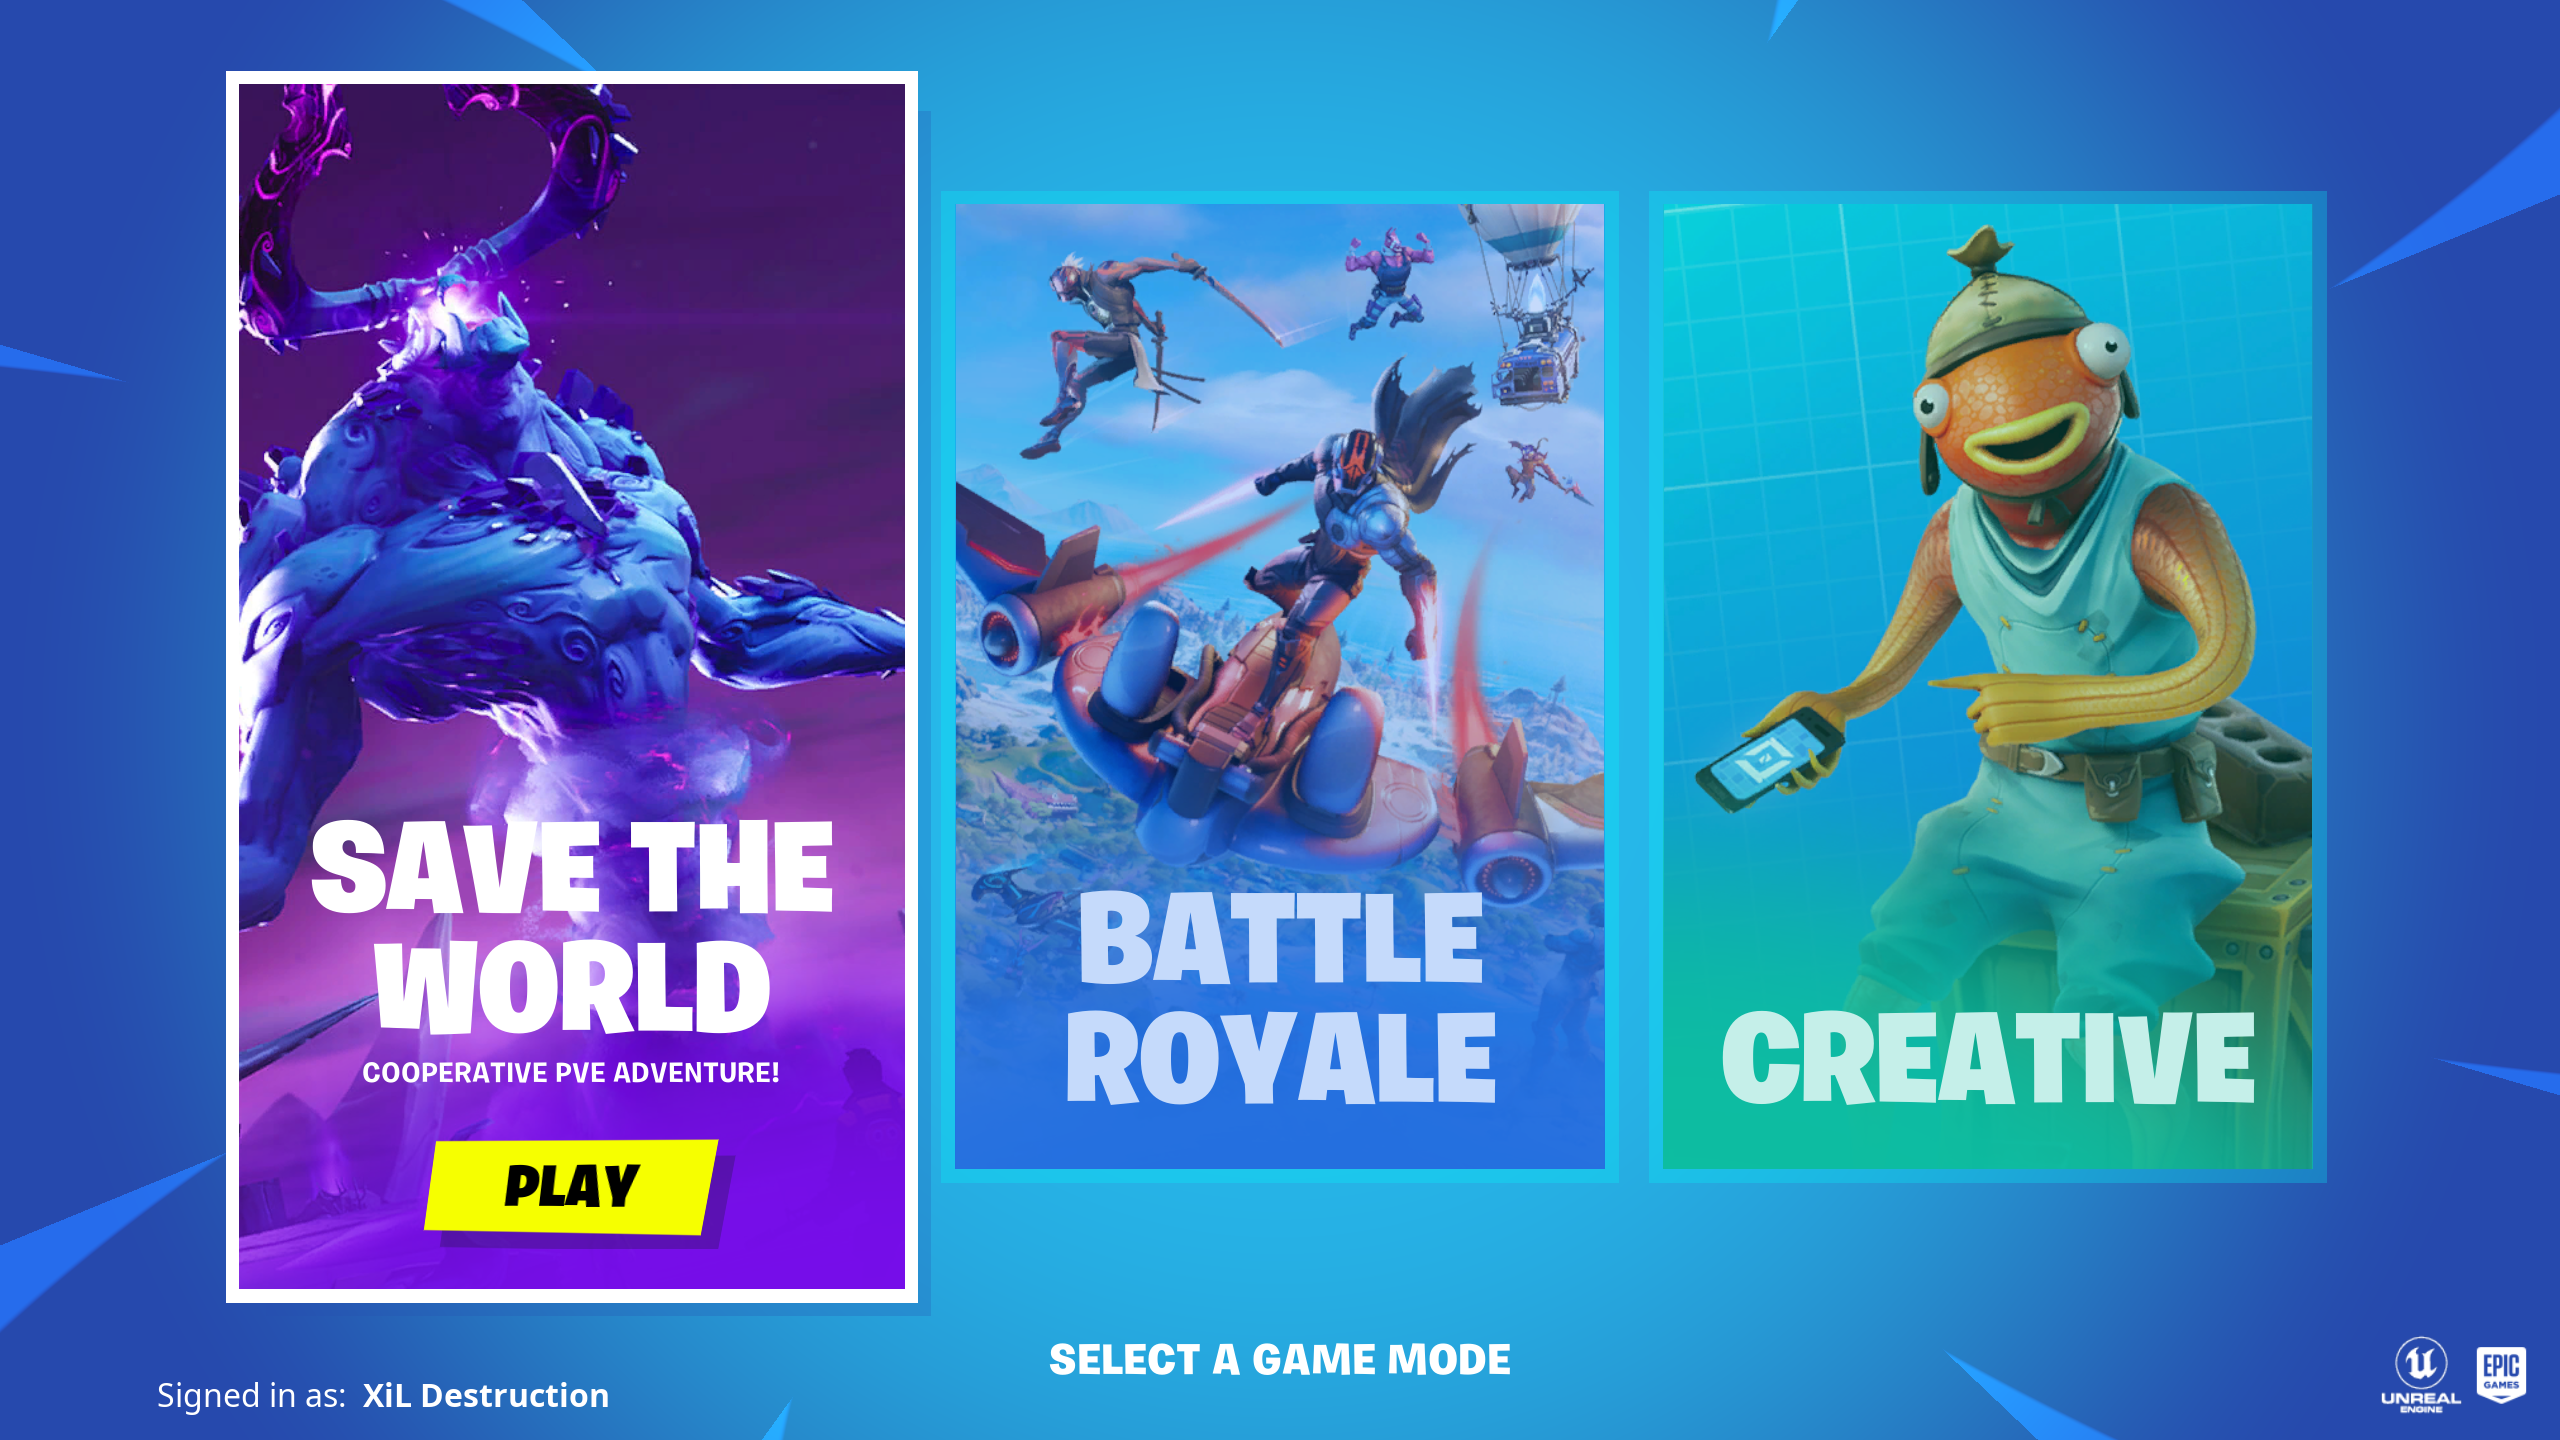 SAVE THE
WORLD
COOPERATIVE PVE ADVENTURE!
PLAY
BATTLE
ROYALE
CREATIVE
SELECT A GAME MODE
Signed in as: XiL Destruction
UNREAL
ENGINE
EPIC
GAMES